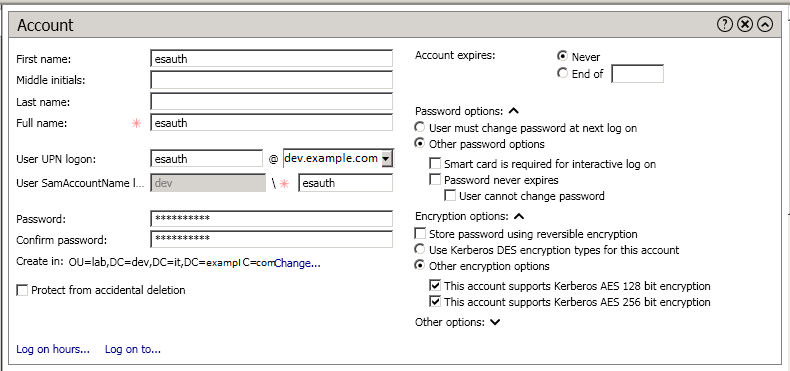 Account
First name: esauth
Middle initials:
Last name:
Full name: * esauth
User UPN logon: esauth @ dev.example.com
User SamAccountName l... dev \ * esauth
Password: **********
Confirm password: **********
Create in: OU=lab,DC=dev,DC=it,DC=exampl C=comChange...
Protect from accidental deletion
Log on hours... Log on to...
Account expires: Never
End of
Password options:
User must change password at next log on
Other password options
Smart card is required for interactive log on
Password never expires
User cannot change password
Encryption options:
Store password using reversible encryption
Use Kerberos DES encryption types for this account
Other encryption options
This account supports Kerberos AES 128 bit encryption
This account supports Kerberos AES 256 bit encryption
Other options: